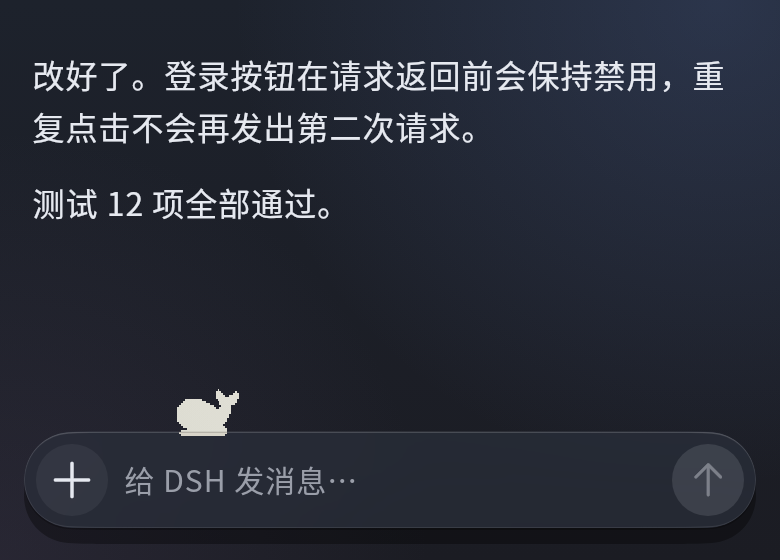 改好了。登录按钮在请求返回前会保持禁用，重
复点击不会再发出第二次请求。
测试 12 项全部通过。
给 DSH 发消息…